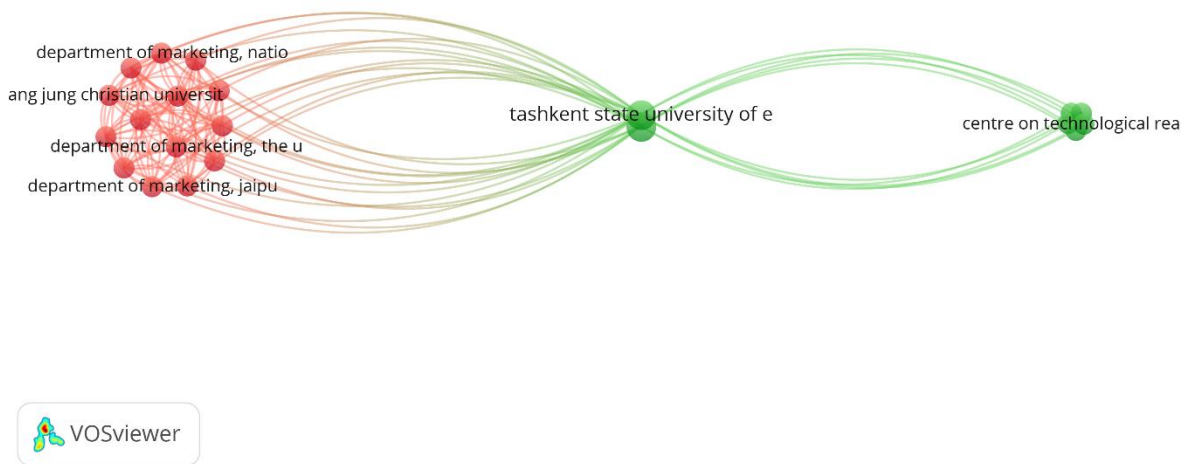 department of marketing, natio
ang jung christian universit
department of marketing, the u
department of marketing, jaipu
tashkent state university of e
centre on technological rea
VOSviewer